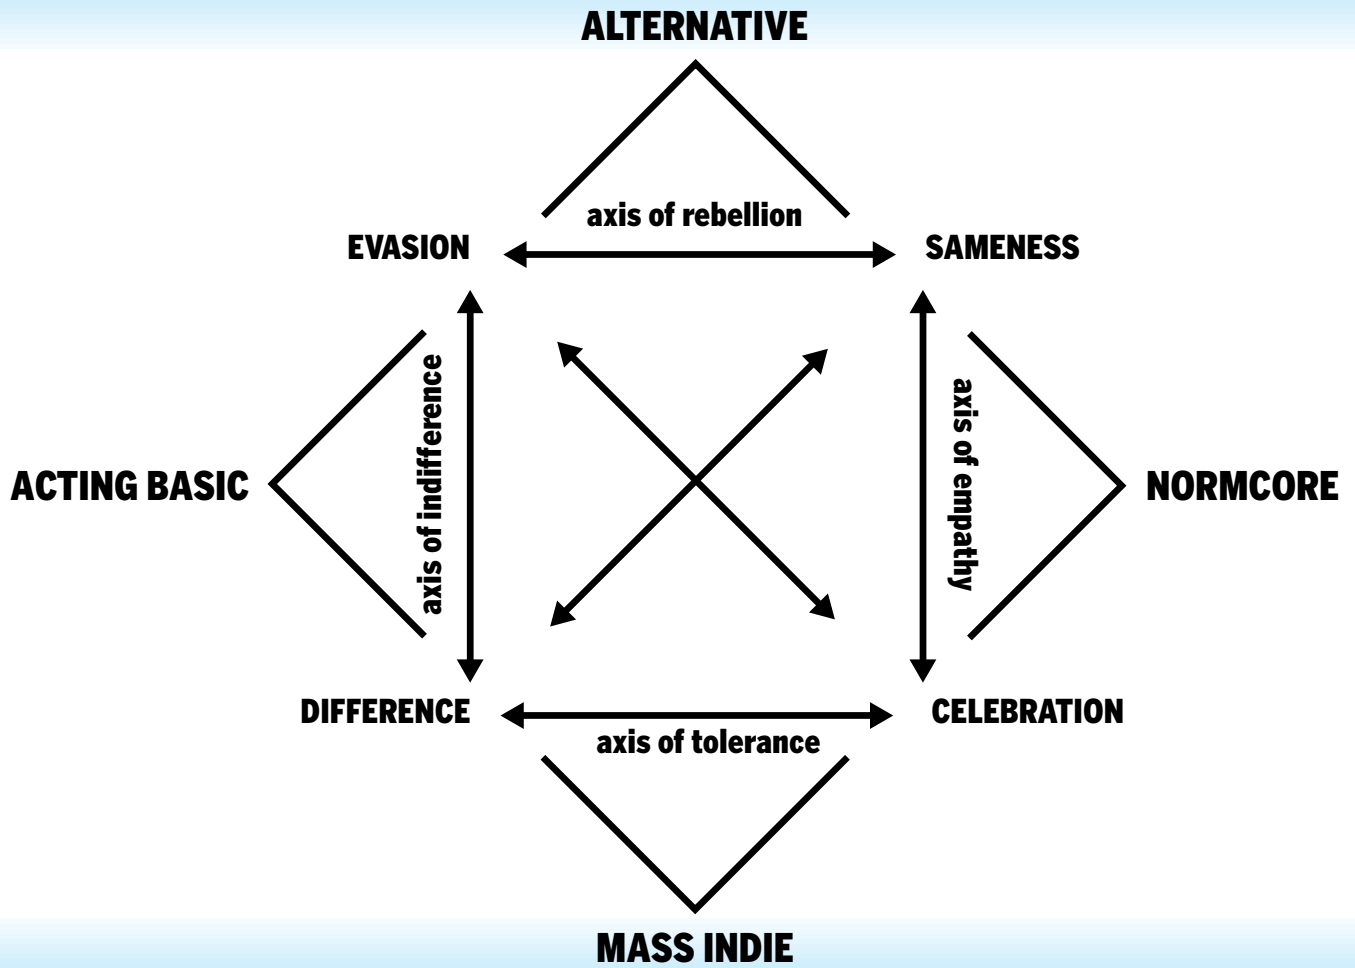 ALTERNATIVE
axis of rebellion
EVASION
SAMENESS
axis of indifference
axis of empathy
ACTING BASIC
NORMCORE
DIFFERENCE
CELEBRATION
axis of tolerance
MASS INDIE